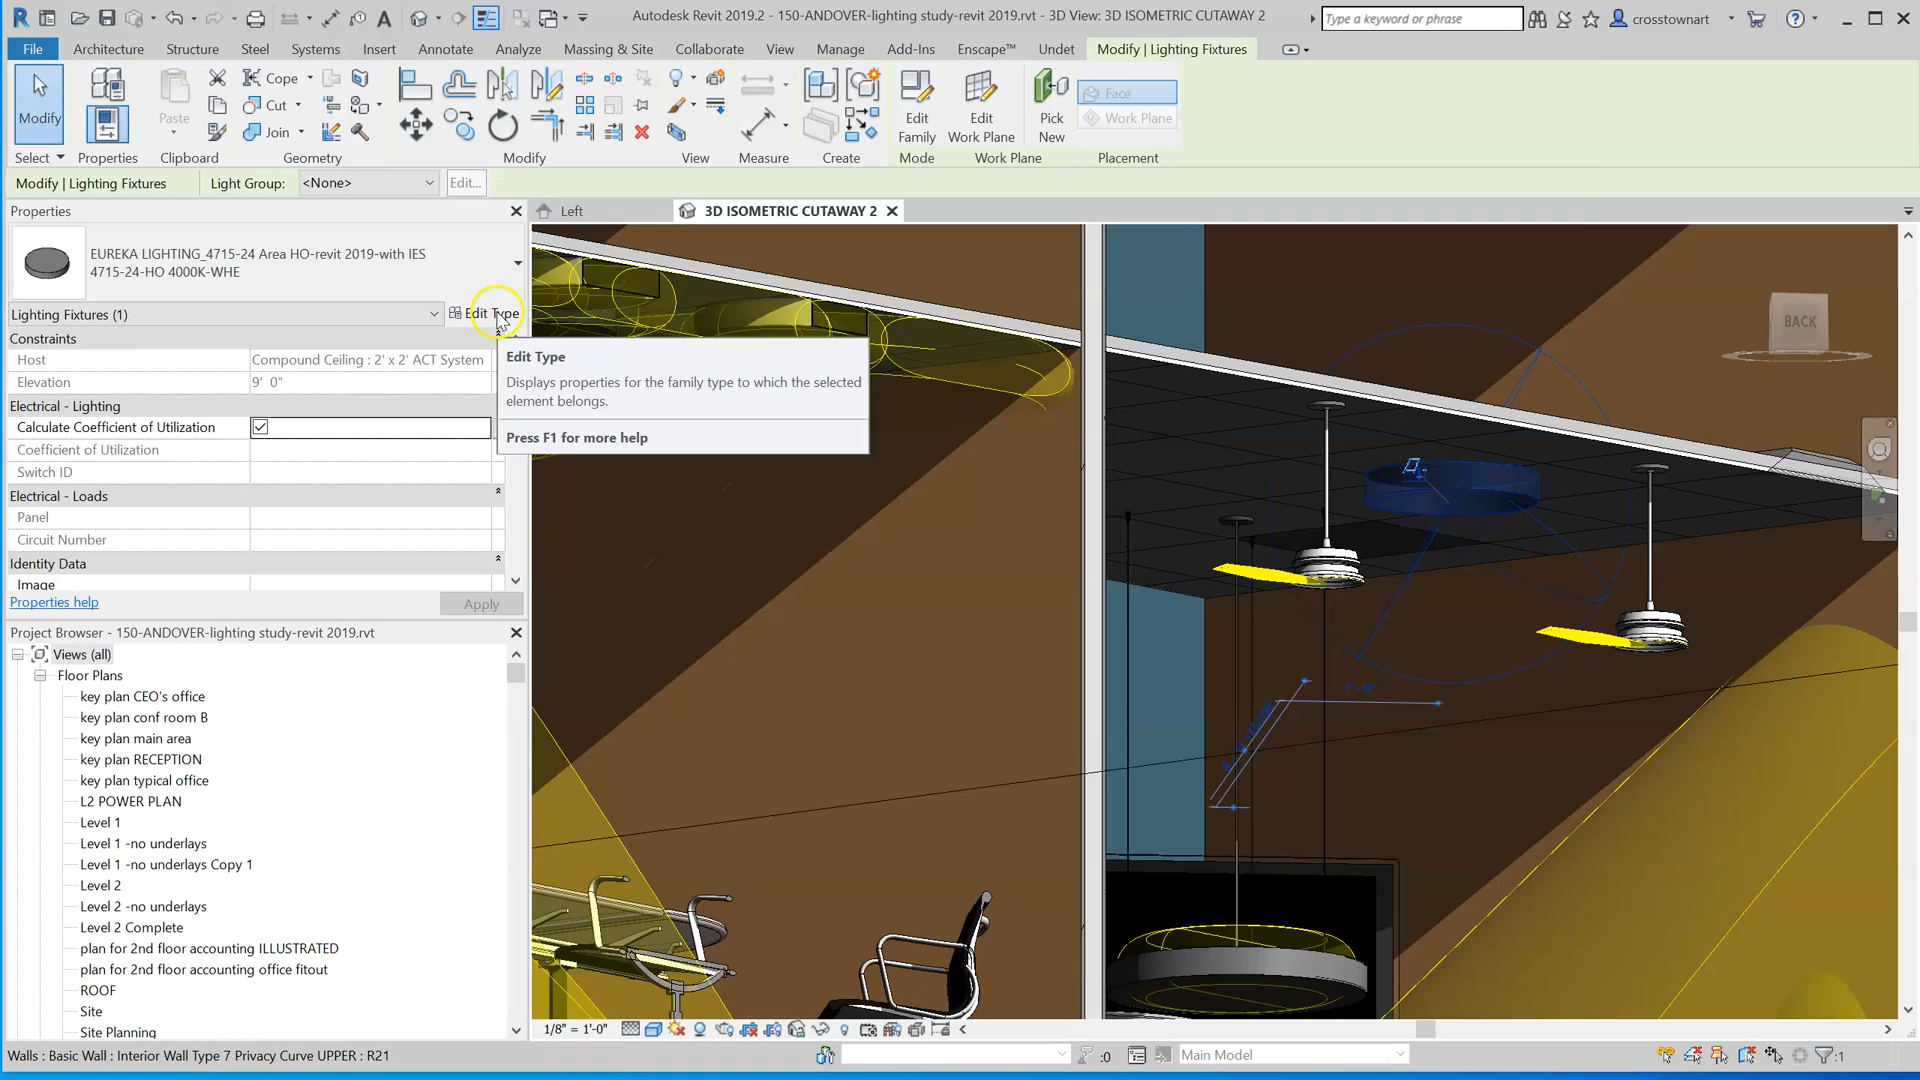 Autodesk Revit 2019.2 - 150-ANDOVER-lighting study-revit 2019.rvt - 3D View: 3D ISOMETRIC CUTAWAY 2
Type a keyword or phrase
crosstownart
File Architecture Structure Steel Systems Insert Annotate Analyze Massing & Site Collaborate View Manage Add-Ins Enscape™ Undet Modify | Lighting Fixtures
Modify
Paste
Cope
Cut
Join
Edit Family
Edit Work Plane
Pick New
Face
Work Plane
Select Properties Clipboard Geometry Modify View Measure Create Mode Work Plane Placement
Modify | Lighting Fixtures Light Group: <None> Edit...
Properties
Left
3D ISOMETRIC CUTAWAY 2
EUREKA LIGHTING_4715-24 Area HO-revit 2019-with IES
4715-24-HO 4000K-WHE
Lighting Fixtures (1) Edit Type
Constraints
Host Compound Ceiling : 2' x 2' ACT System
Elevation 9' 0"
Electrical - Lighting
Calculate Coefficient of Utilization
Coefficient of Utilization
Switch ID
Electrical - Loads
Panel
Circuit Number
Identity Data
Image
Properties help Apply
Edit Type
Displays properties for the family type to which the selected
element belongs.
Press F1 for more help
BACK
Project Browser - 150-ANDOVER-lighting study-revit 2019.rvt
Views (all)
Floor Plans
key plan CEO's office
key plan conf room B
key plan main area
key plan RECEPTION
key plan typical office
L2 POWER PLAN
Level 1
Level 1 -no underlays
Level 1 -no underlays Copy 1
Level 2
Level 2 -no underlays
Level 2 Complete
plan for 2nd floor accounting ILLUSTRATED
plan for 2nd floor accounting office fitout
ROOF
Site
Site Planning
1/8" = 1'-0"
Walls : Basic Wall : Interior Wall Type 7 Privacy Curve UPPER : R21
:0
Main Model
:1